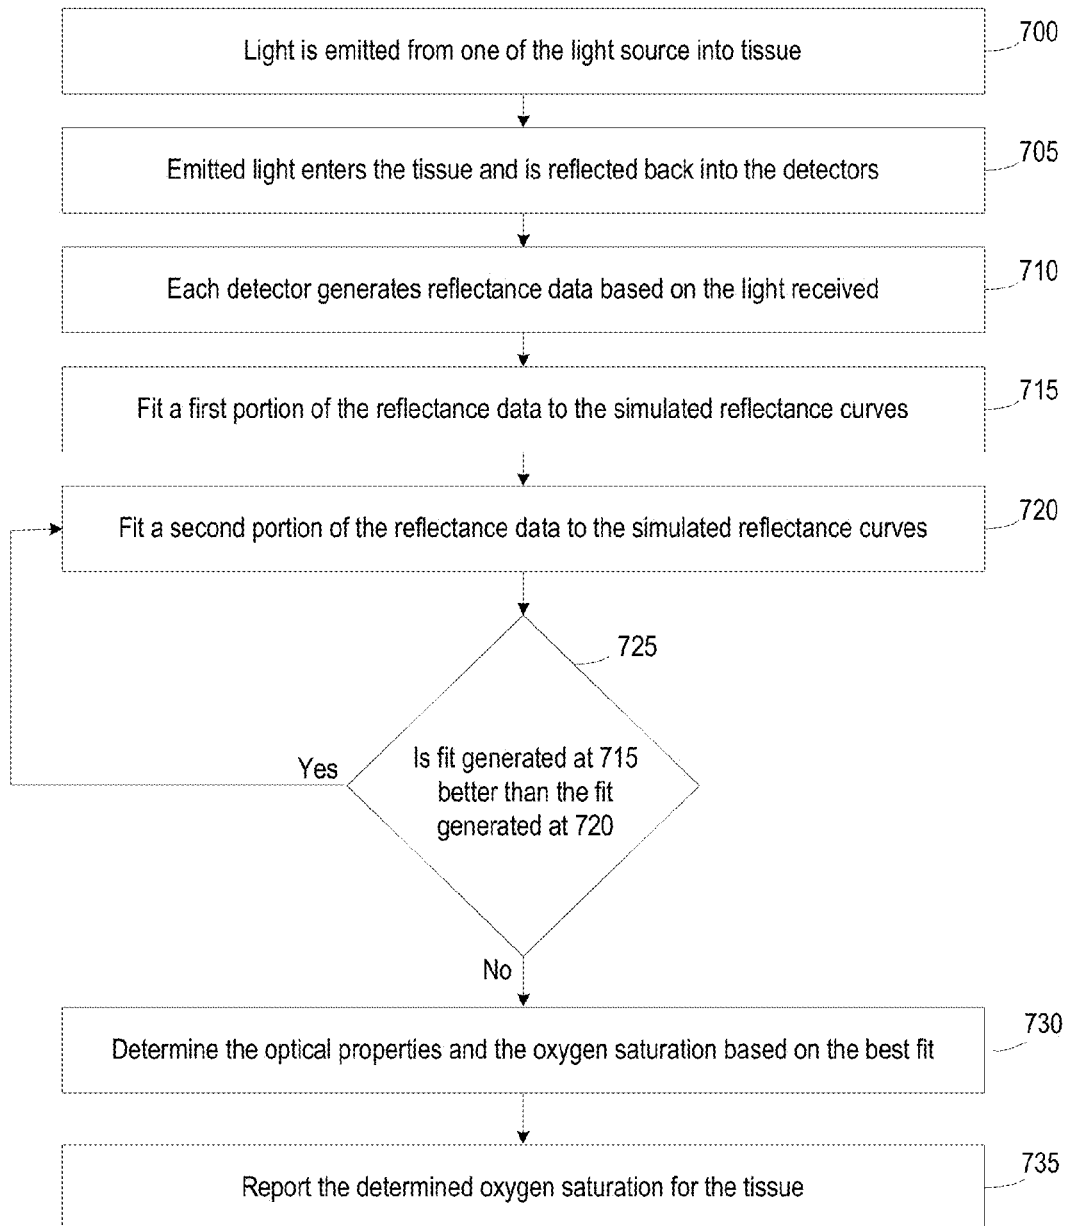 Light is emitted from one of the light source into tissue
700
Emitted light enters the tissue and is reflected back into the detectors
705
Each detector generates reflectance data based on the light received
710
Fit a first portion of the reflectance data to the simulated reflectance curves
715
Fit a second portion of the reflectance data to the simulated reflectance curves
720
725
Is fit generated at 715
better than the fit
generated at 720
Yes
No
Determine the optical properties and the oxygen saturation based on the best fit
730
Report the determined oxygen saturation for the tissue
735